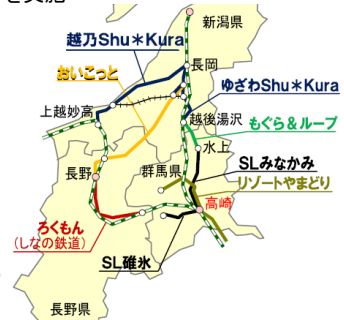 を実施
新潟県
越乃Shu＊Kura
長岡
おいこっと
ゆざわShu＊Kura
上越妙高
越後湯沢
もぐら＆ループ
水上
長野
群馬県
SLみなかみ
リゾートやまどり
高崎
ろくもん
(しなの鉄道)
SL碓氷
長野県